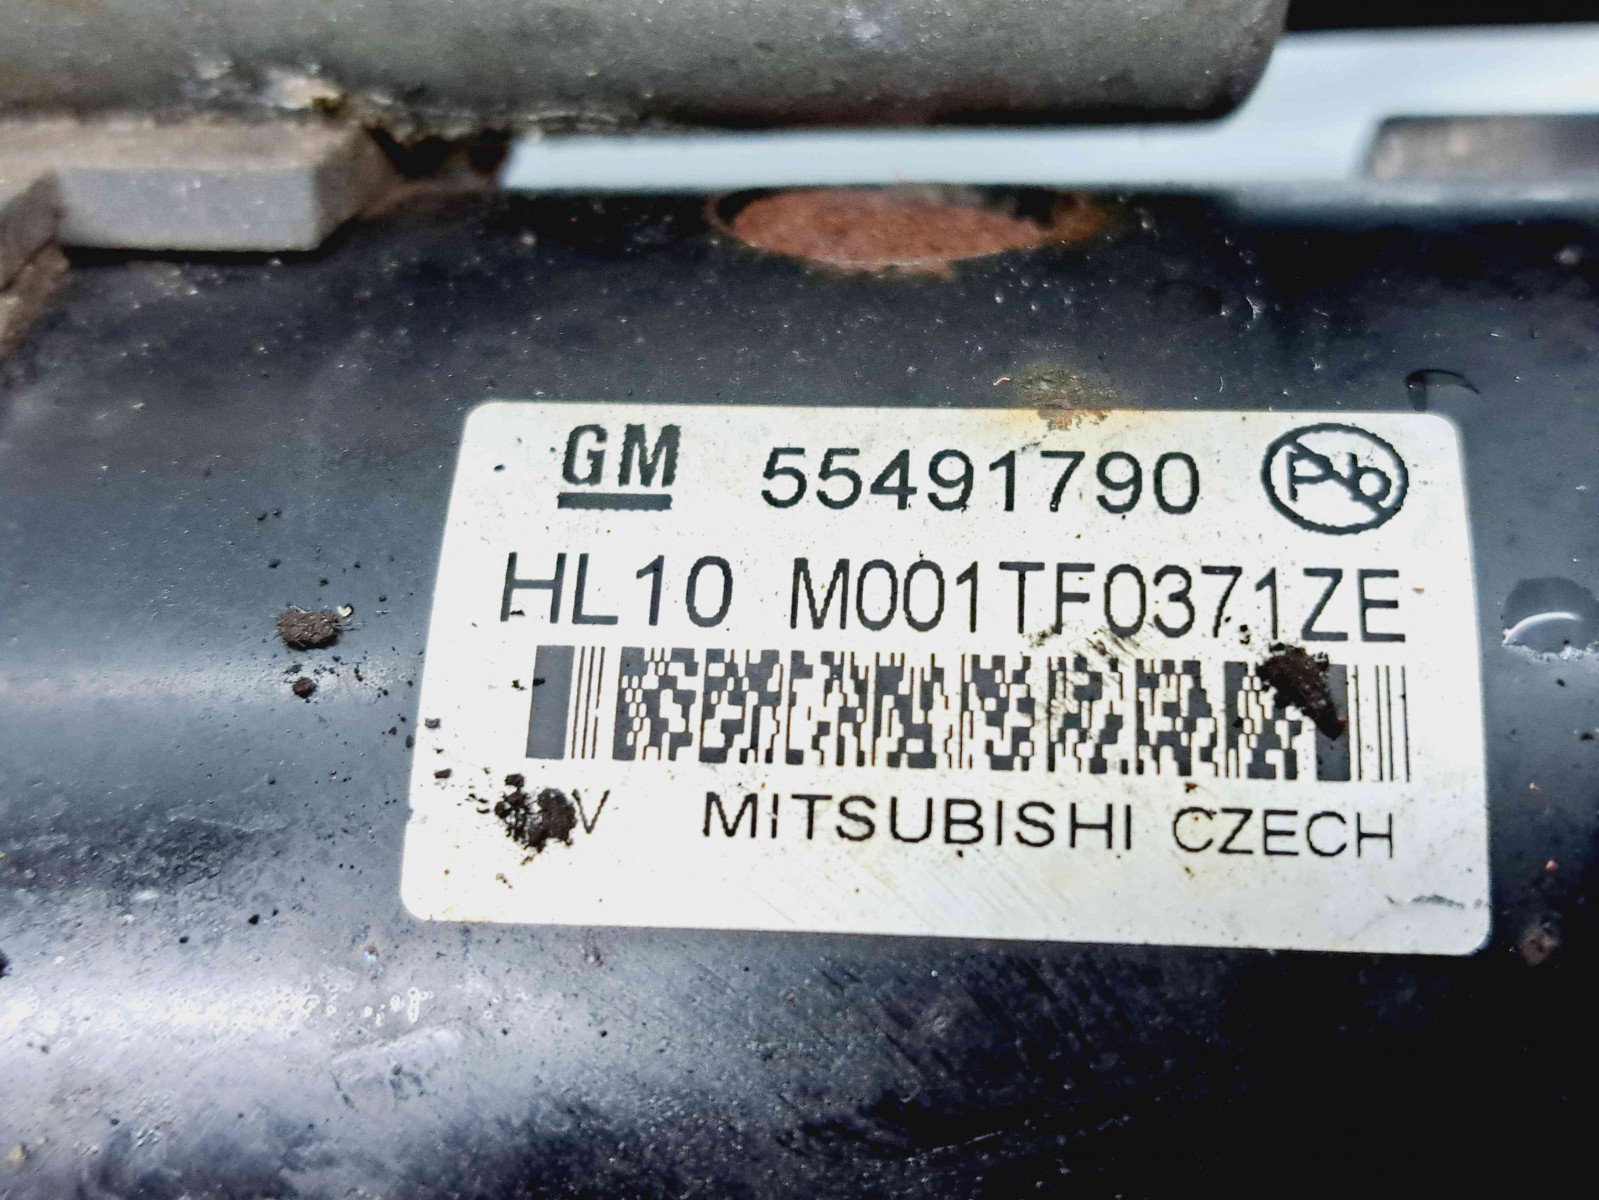 GM 55491790 Pb
HL10 M001TF0371ZE
MITSUBISHI CZECH